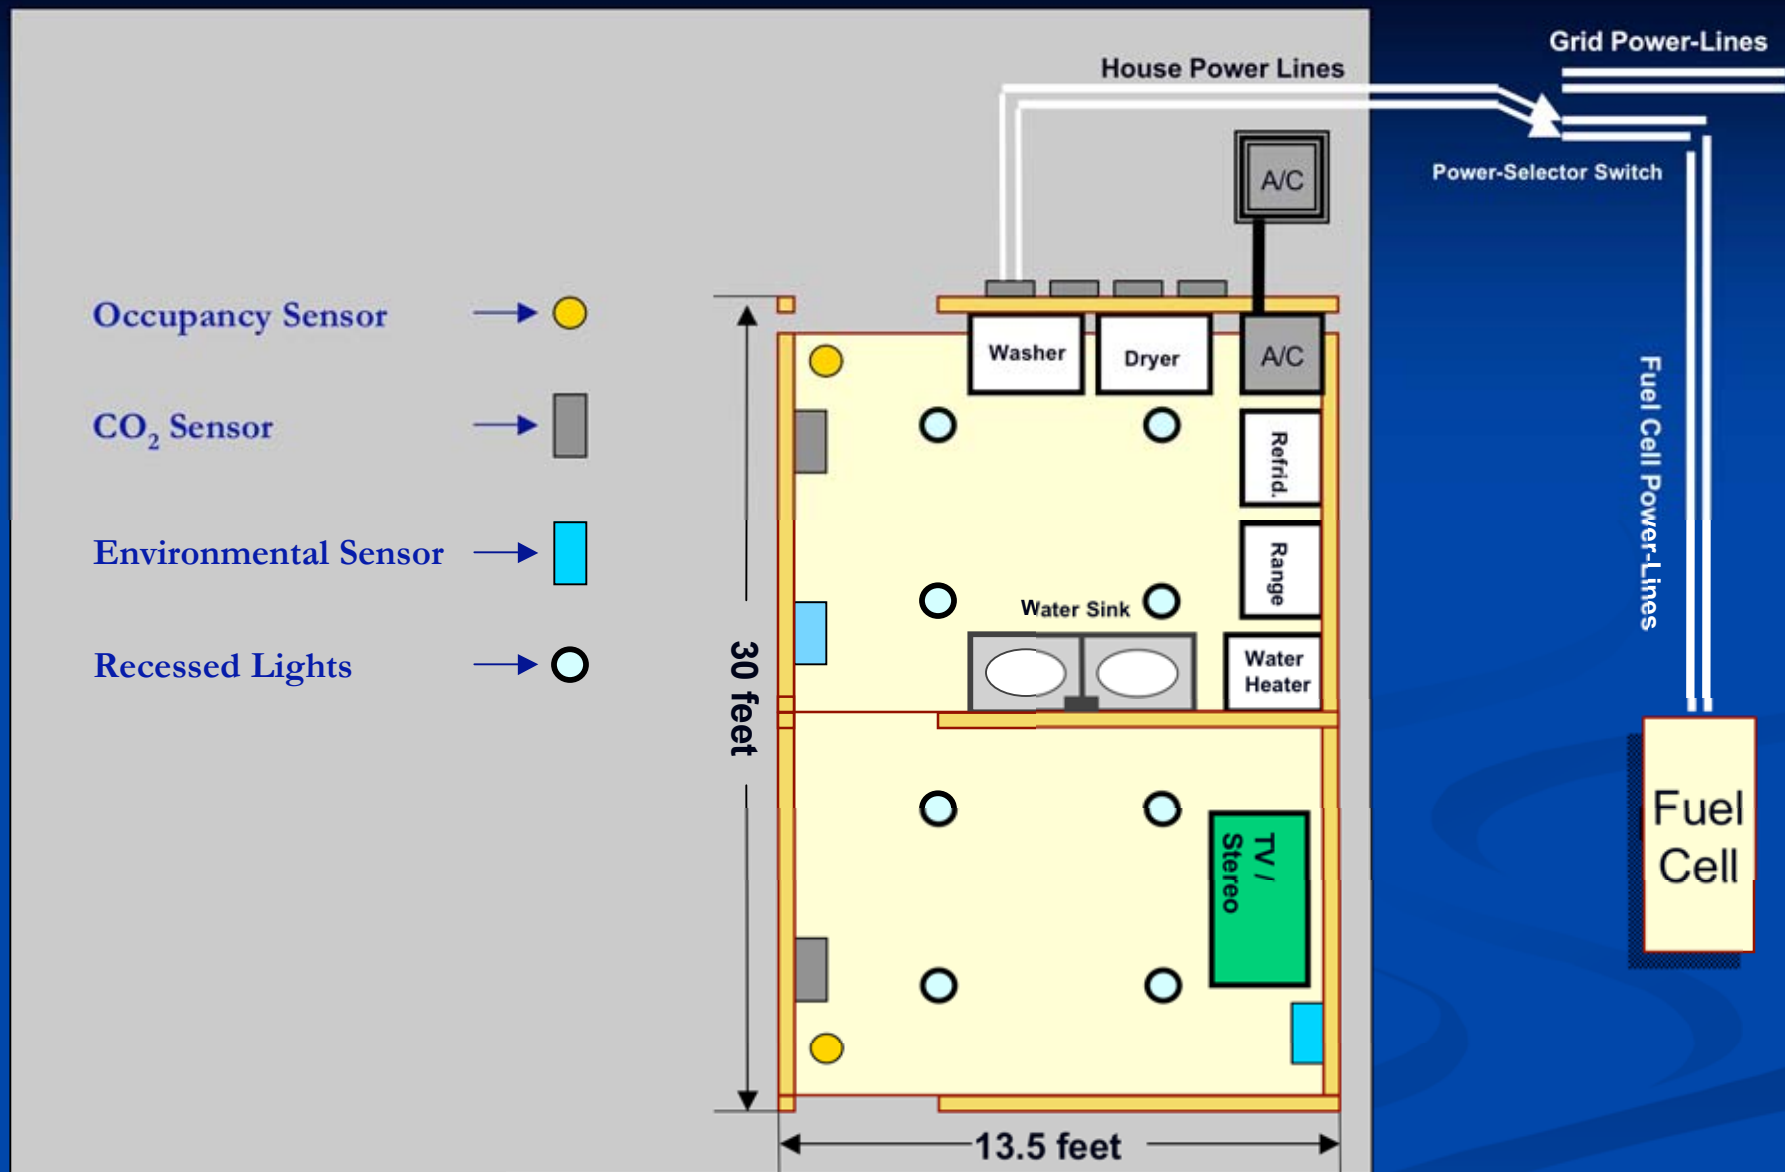 Grid Power-Lines
House Power Lines
Power-Selector Switch
A/C
Occupancy Sensor
Washer
Dryer
A/C
CO₂ Sensor
Refrid.
Fuel Cell Power-Lines
Environmental Sensor
Range
Water Sink
Recessed Lights
Water
Heater
30 feet
TV /
Stereo
Fuel
Cell
13.5 feet